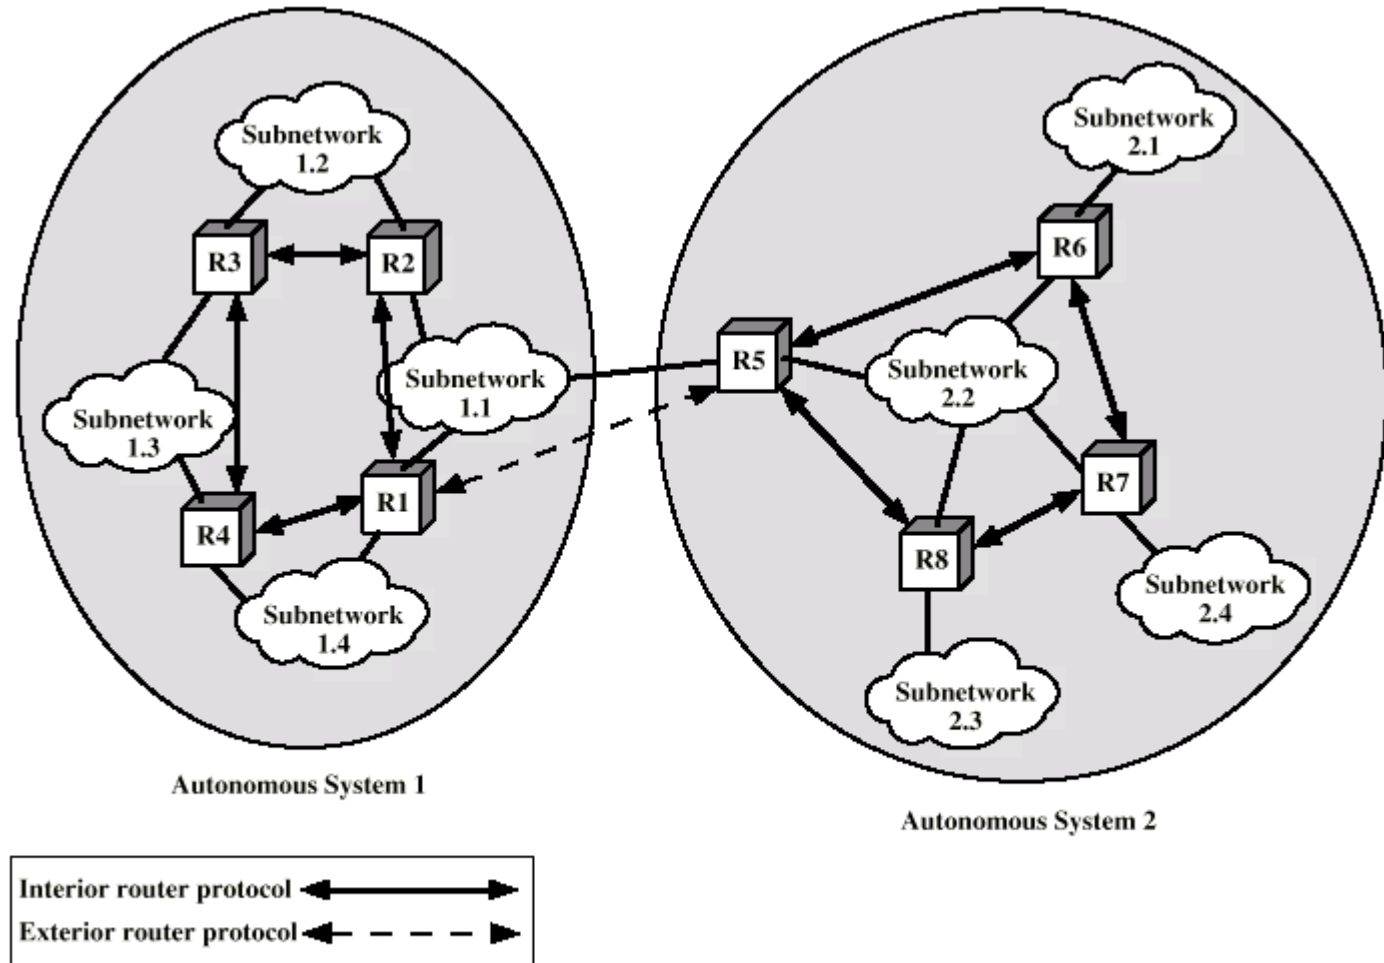 Subnetwork
1.2
R3
R2
Subnetwork
1.1
Subnetwork
1.3
R1
R4
Subnetwork
1.4
Autonomous System 1
Subnetwork
2.1
R6
R5
Subnetwork
2.2
R7
R8
Subnetwork
2.4
Subnetwork
2.3
Autonomous System 2
Interior router protocol
Exterior router protocol